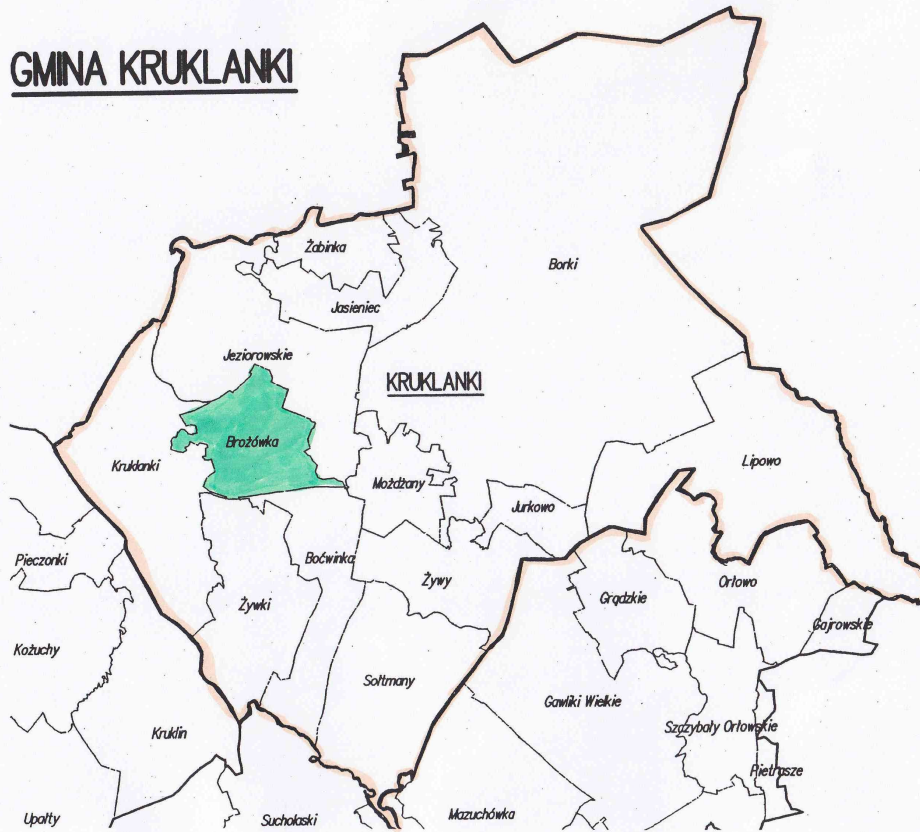 GMINA KRUKLANKI
Żabinka
Borki
Jasieniec
Jeziorowskie
KRUKLANKI
Brożówka
Kruklanki
Możdżany
Lipowo
Jurkowo
Pieczonki
Boćwinka
Żywy
Żywki
Grądzkie
Orłowo
Gajrowskie
Kożuchy
Sołtmany
Gawliki Wielkie
Kruklin
Szczybały Orłowskie
Pietrasze
Upałty
Suchołaski
Mazuchówka